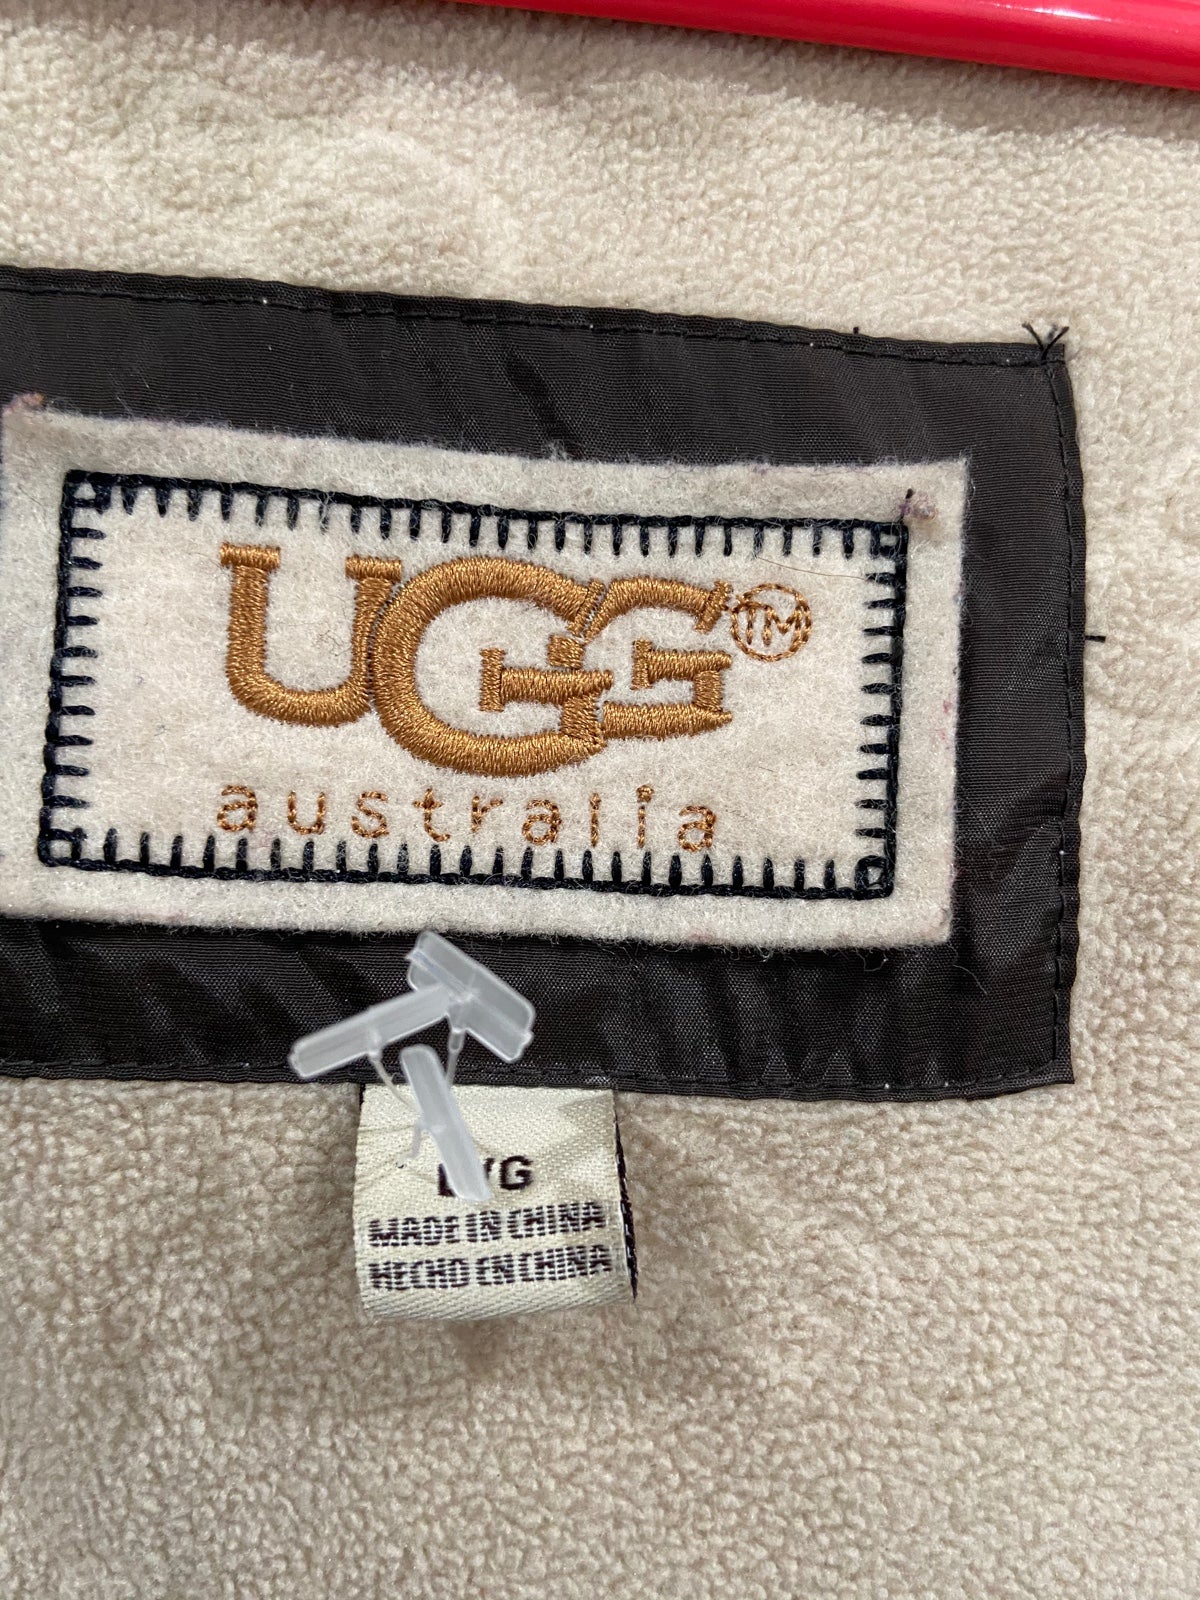 UGG™
australia
L/G
MADE IN CHINA
HECHO EN CHINA